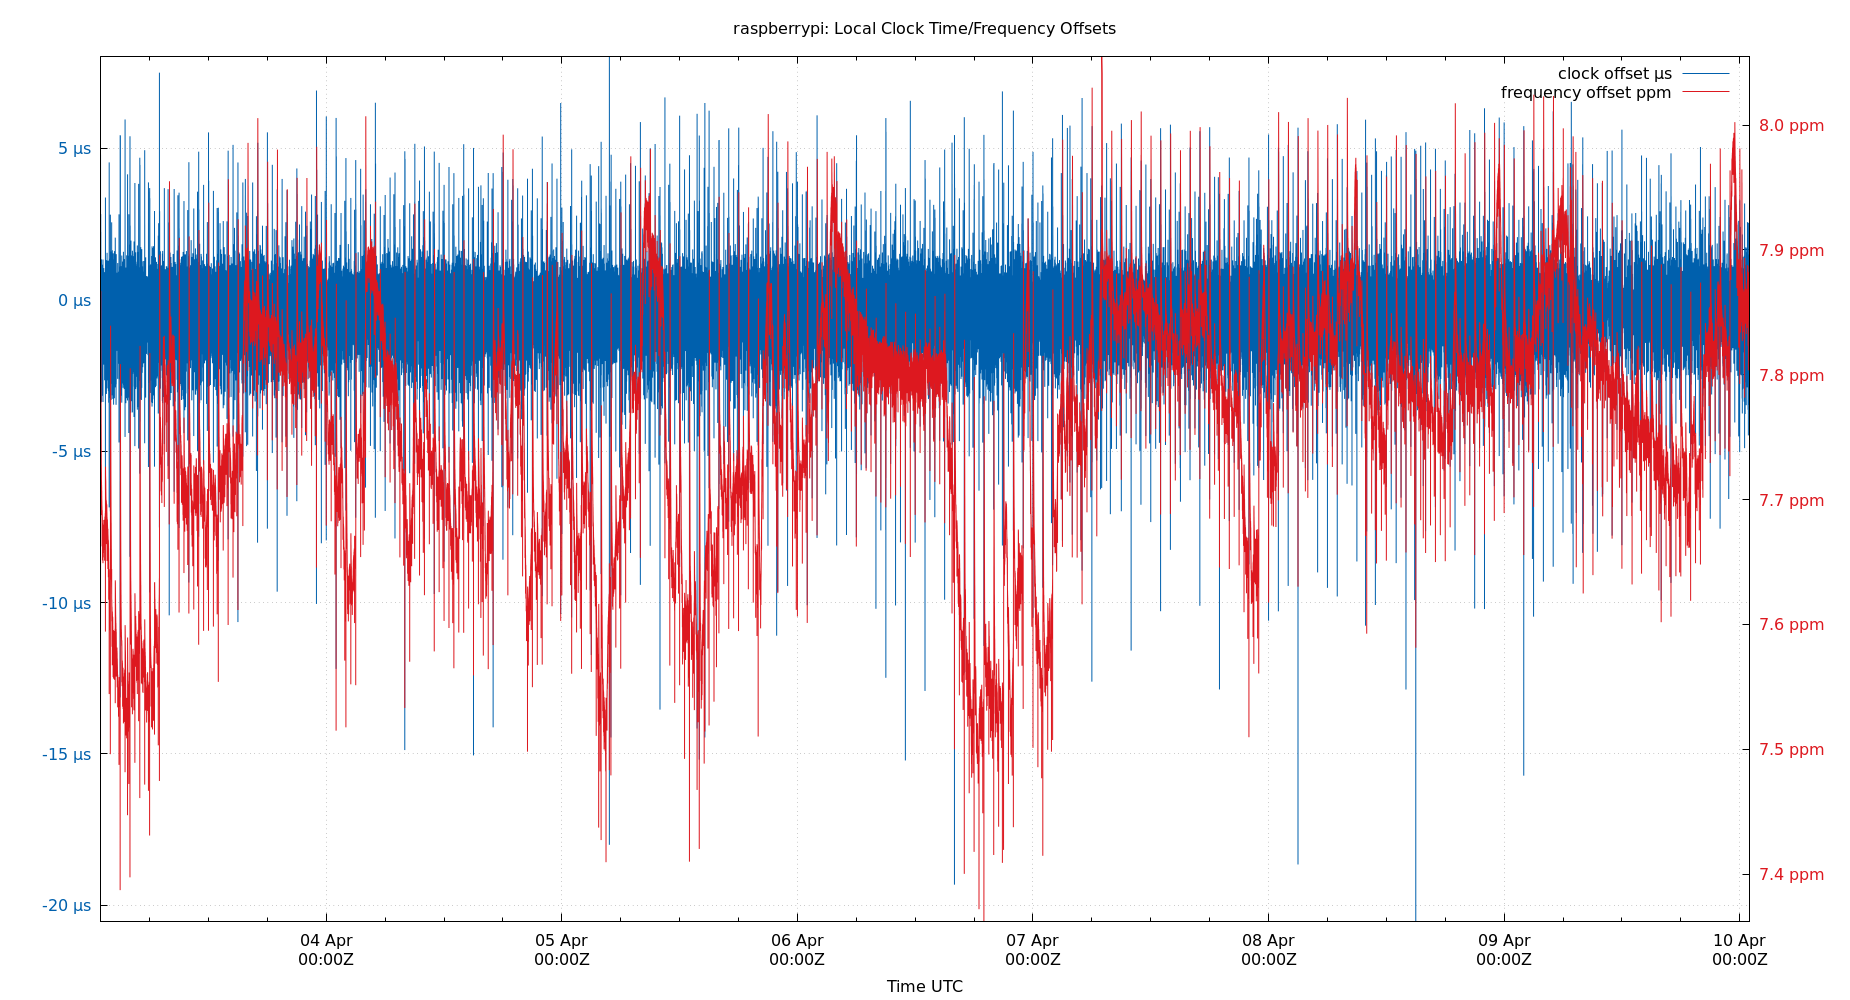 raspberrypi: Local Clock Time/Frequency Offsets
clock offset µs
frequency offset ppm
5 µs
0 µs
-5 µs
-10 µs
-15 µs
-20 µs
8.0 ppm
7.9 ppm
7.8 ppm
7.7 ppm
7.6 ppm
7.5 ppm
7.4 ppm
04 Apr
00:00Z
05 Apr
00:00Z
06 Apr
00:00Z
07 Apr
00:00Z
08 Apr
00:00Z
09 Apr
00:00Z
10 Apr
00:00Z
Time UTC